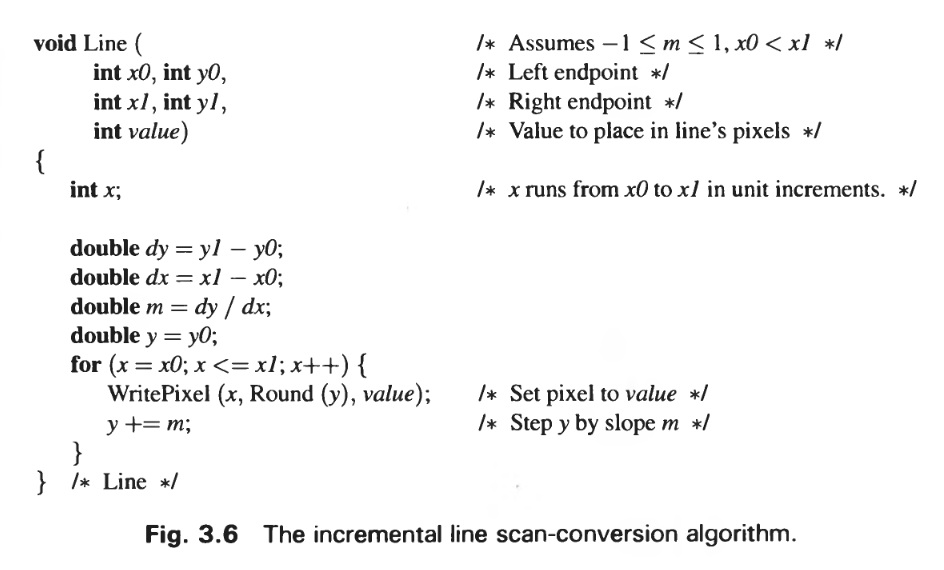 void Line ( /* Assumes −1 ≤ m ≤ 1, x0 < x1 */
int x0, int y0, /* Left endpoint */
int x1, int y1, /* Right endpoint */
int value) /* Value to place in line's pixels */
{
int x; /* x runs from x0 to x1 in unit increments. */
double dy = y1 − y0;
double dx = x1 − x0;
double m = dy / dx;
double y = y0;
for (x = x0; x <= x1; x++) {
WritePixel (x, Round (y), value); /* Set pixel to value */
y += m; /* Step y by slope m */
}
} /* Line */
Fig. 3.6 The incremental line scan-conversion algorithm.